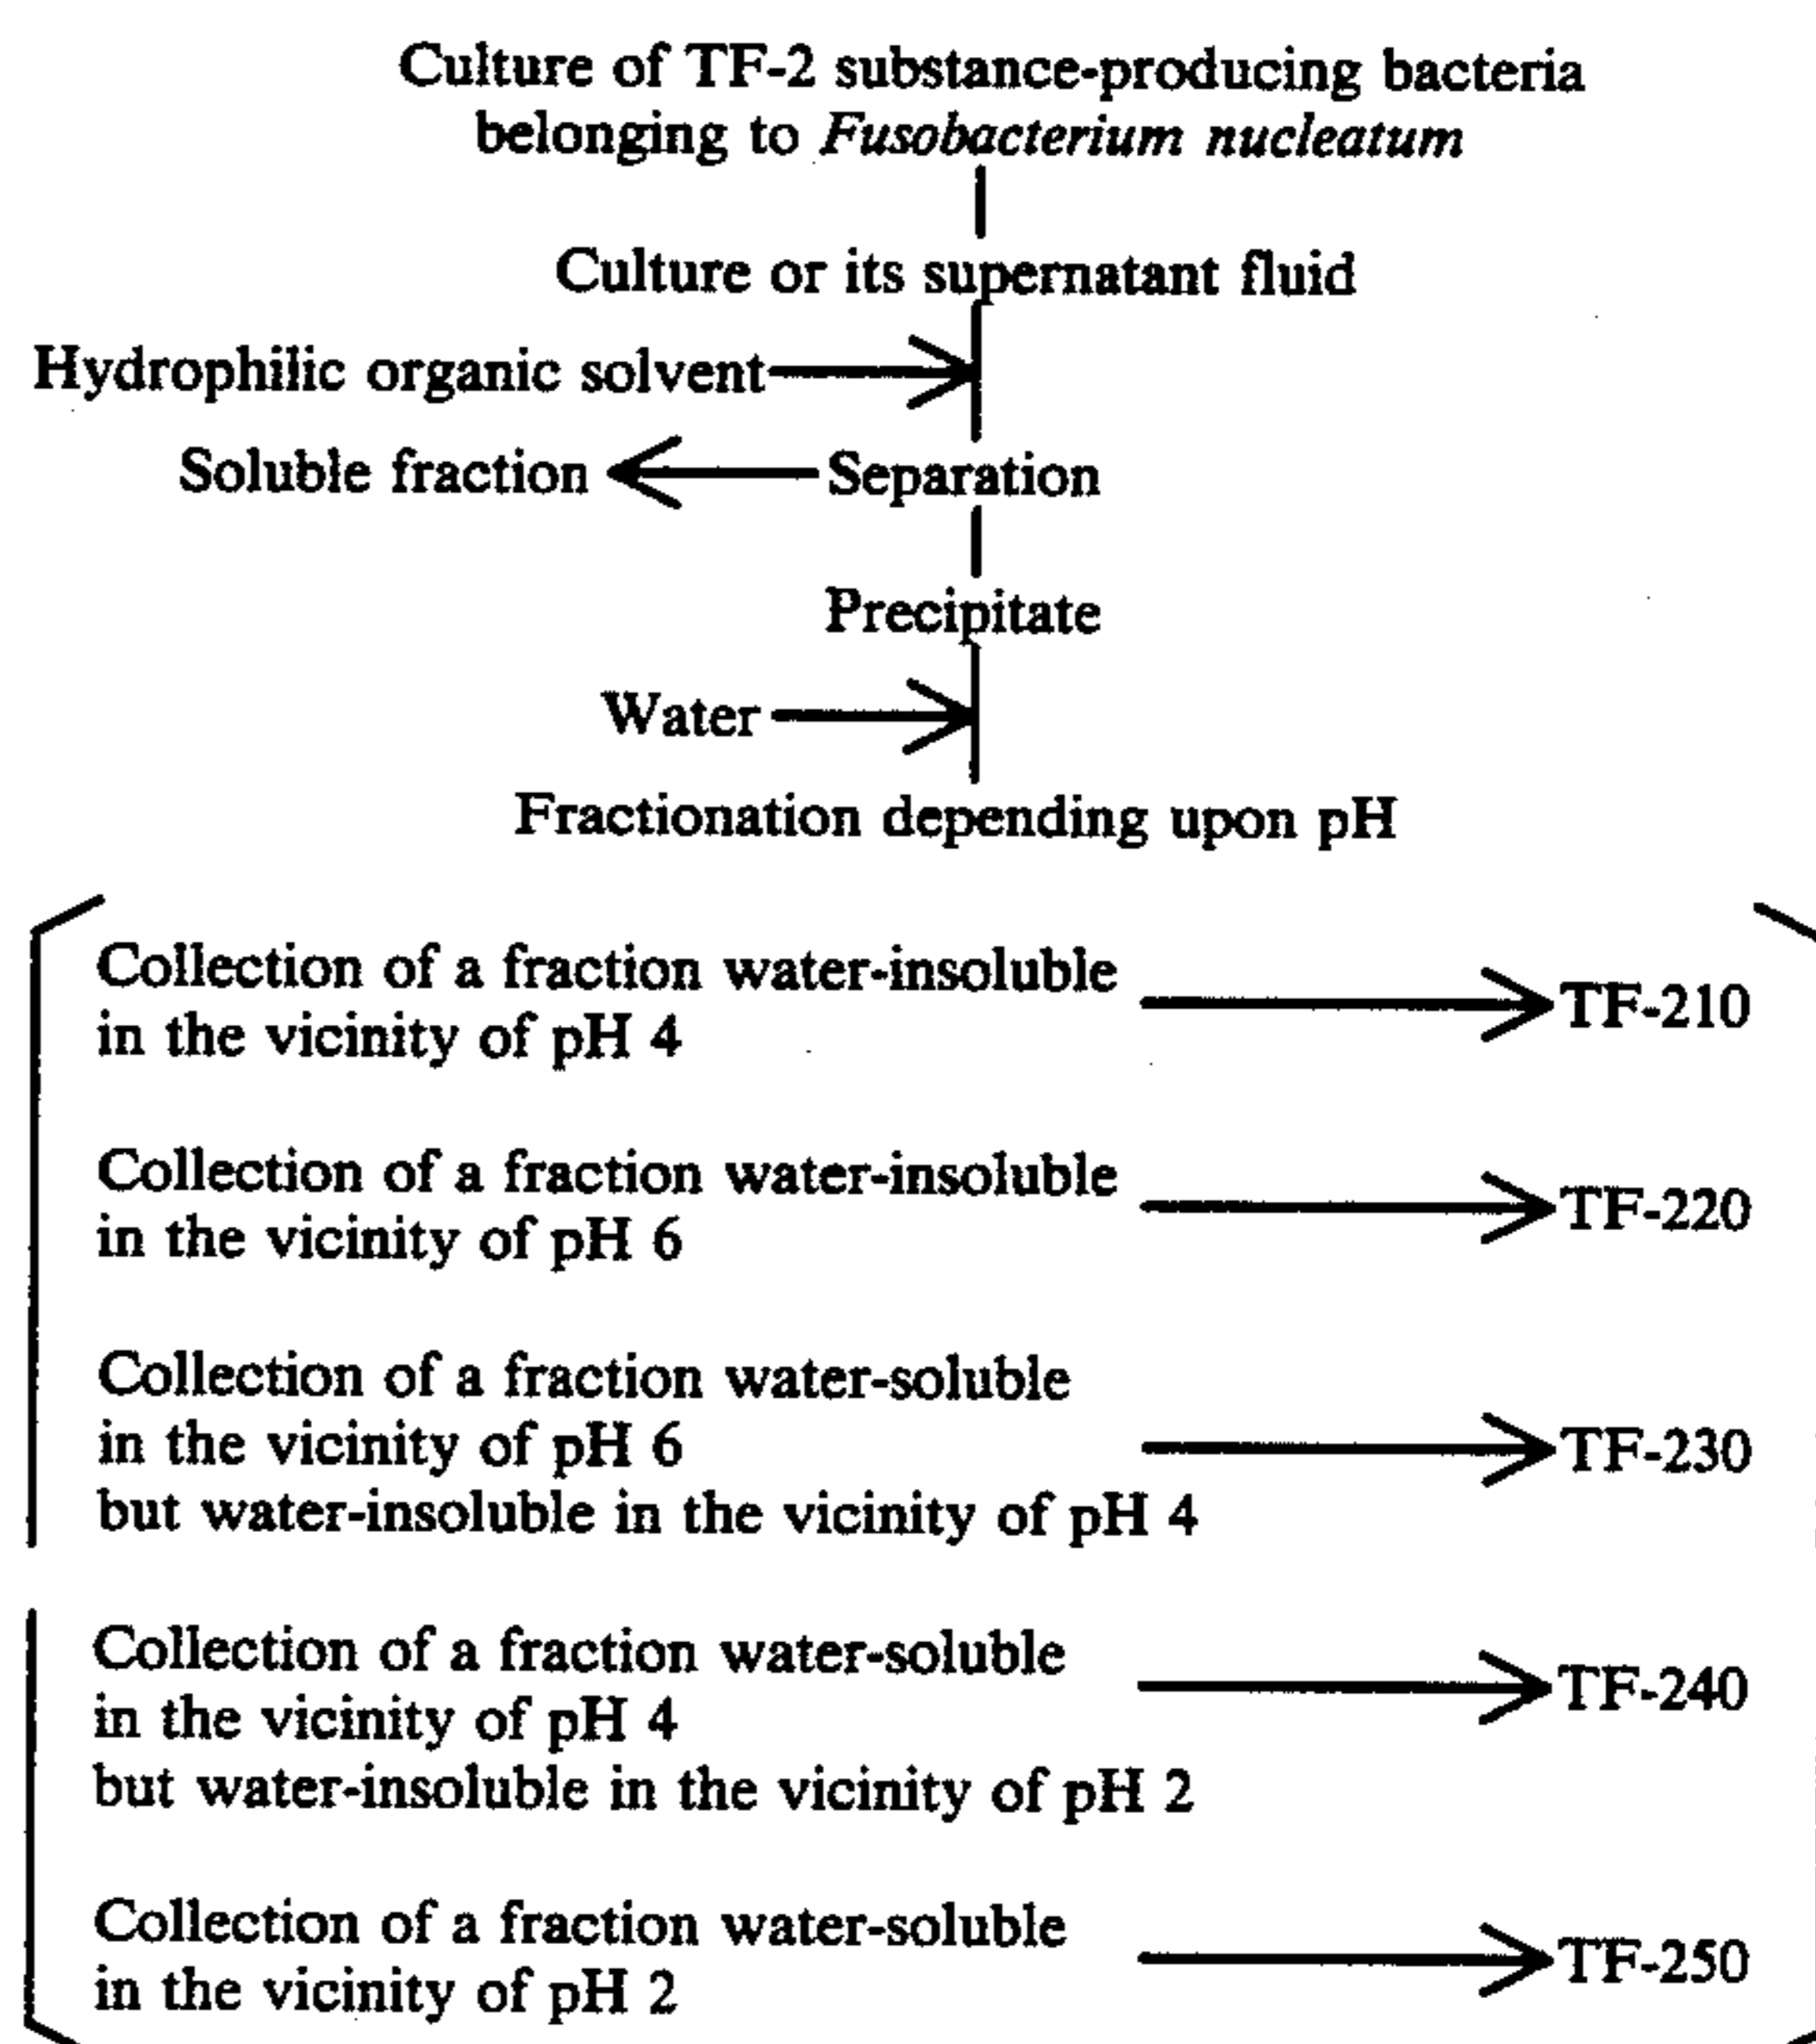 Culture of TF-2 substance-producing bacteria
belonging to Fusobacterium nucleatum
Culture or its supernatant fluid
Hydrophilic organic solvent
Soluble fraction
Separation
Precipitate
Water
Fractionation depending upon pH
Collection of a fraction water-insoluble
in the vicinity of pH 4
TF-210
Collection of a fraction water-insoluble
in the vicinity of pH 6
TF-220
Collection of a fraction water-soluble
in the vicinity of pH 6
but water-insoluble in the vicinity of pH 4
TF-230
Collection of a fraction water-soluble
in the vicinity of pH 4
but water-insoluble in the vicinity of pH 2
TF-240
Collection of a fraction water-soluble
in the vicinity of pH 2
TF-250